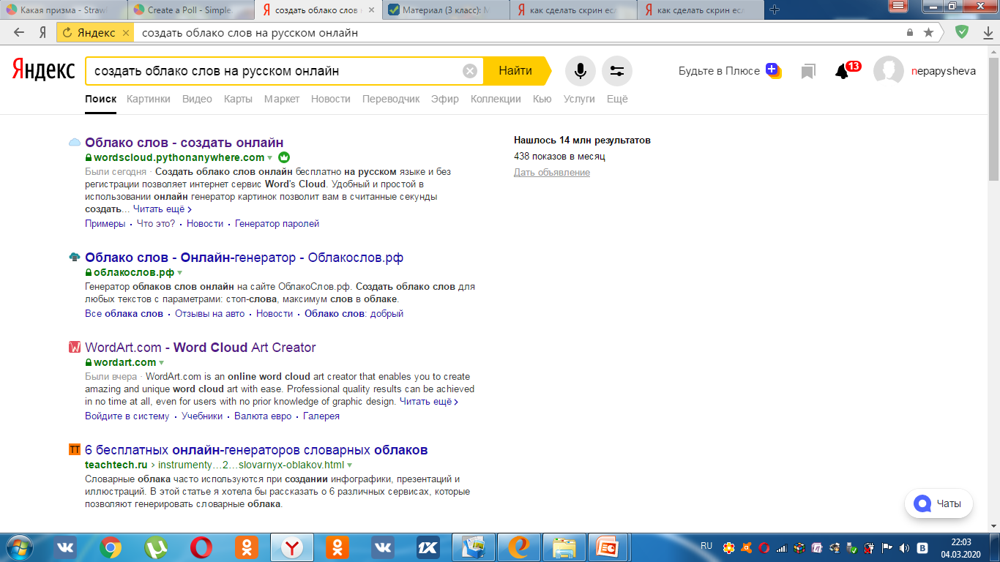 Какая призма - Strawl
Create a Poll - Simple.
создать облако слов н
Материал (3 класс): М
как сделать скрин есл
как сделать скрин есл
Яндекс
создать облако слов на русском онлайн
Яндекс
создать облако слов на русском онлайн
Найти
Будьте в Плюсе
13
nepapysheva
Поиск Картинки Видео Карты Маркет Новости Переводчик Эфир Коллекции Кью Услуги Ещё
Облако слов - создать онлайн
wordscloud.pythonanywhere.com
Были сегодня · Создать облако слов онлайн бесплатно на русском языке и без
регистрации позволяет интернет сервис Word's Cloud. Удобный и простой в
использовании онлайн генератор картинок позволит вам в считанные секунды
создать... Читать ещё ›
Примеры · Что это? · Новости · Генератор паролей
Нашлось 14 млн результатов
438 показов в месяц
Дать объявление
Облако слов - Онлайн-генератор - Облакослов.рф
облакослов.рф
Генератор облаков слов онлайн на сайте ОблакоСлов.рф. Создать облако слов для
любых текстов с параметрами: стоп-слова, максимум слов в облаке.
Все облака слов · Отзывы на авто · Новости · Облако слов: добрый
WordArt.com - Word Cloud Art Creator
wordart.com
Были вчера · WordArt.com is an online word cloud art creator that enables you to create
amazing and unique word cloud art with ease. Professional quality results can be achieved
in no time at all, even for users with no prior knowledge of graphic design. Читать ещё ›
Войдите в систему · Учебники · Валюта евро · Галерея
6 бесплатных онлайн-генераторов словарных облаков
teachtech.ru › instrumenty...2...slovarnyx-oblakov.html
Словарные облака часто используются при создании инфографики, презентаций и
иллюстраций. В этой статье я хотела бы рассказать о 6 различных сервисах, которые
позволяют генерировать словарные облака.
Чаты
RU
22:03
04.03.2020